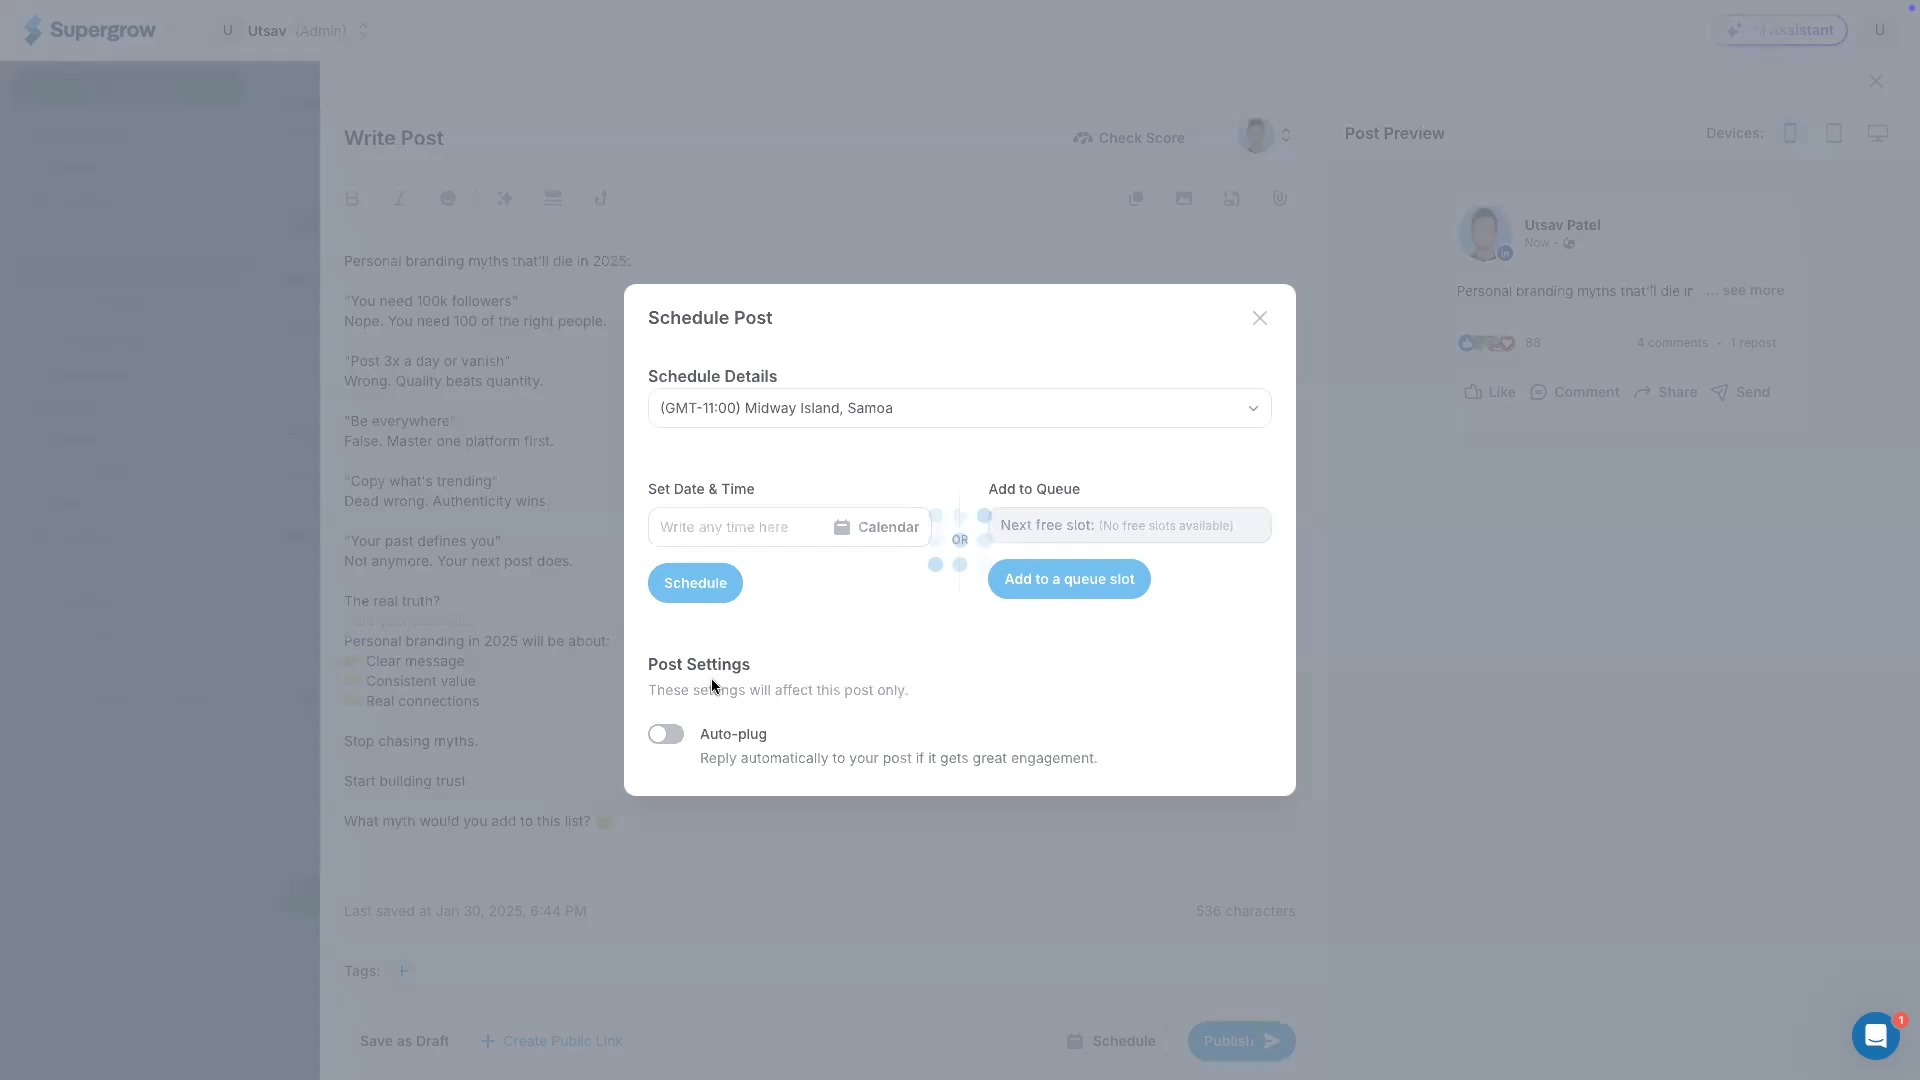 Supergrow
U Utsav (Admin)
Assistant
U
Write Post
Check Score
Post Preview
Devices:
B I
Personal branding myths that'll die in 2025:
"You need 100k followers"
Nope. You need 100 of the right people.
"Post 3x a day or vanish"
Wrong. Quality beats quantity.
"Be everywhere"
False. Master one platform first.
"Copy what's trending"
Dead wrong. Authenticity wins.
"Your past defines you"
Not anymore. Your next post does.
The real truth?
Personal branding in 2025 will be about:
Clear message
Consistent value
Real connections
Stop chasing myths.
Start building trust
What myth would you add to this list?
Last saved at Jan 30, 2025, 6:44 PM
536 characters
Tags: +
Save as Draft
+ Create Public Link
Schedule
Publish
Schedule Post
Schedule Details
(GMT-11:00) Midway Island, Samoa
Set Date & Time
Write any time here
Calendar
Schedule
OR
Add to Queue
Next free slot: (No free slots available)
Add to a queue slot
Post Settings
These settings will affect this post only.
Auto-plug
Reply automatically to your post if it gets great engagement.
Utsav Patel
Now •
in
Personal branding myths that'll die in ... see more
88
4 comments • 1 repost
Like
Comment
Share
Send
1